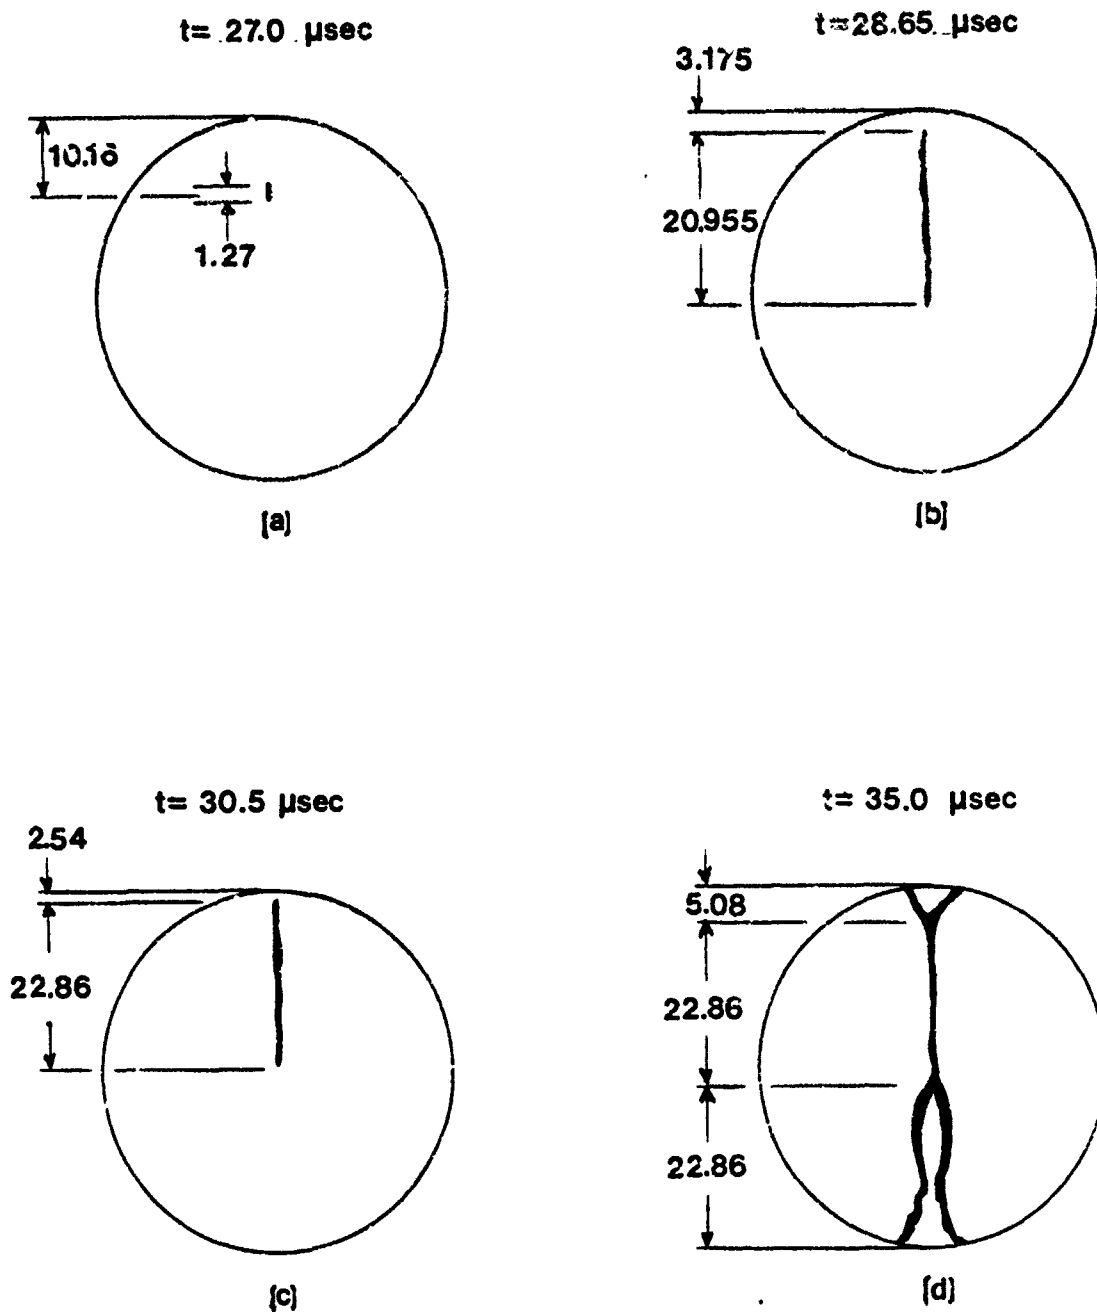 t= 27.0 µsec
10.16
1.27
[a]
t=28.65 µsec
3.175
20.955
[b]
t= 30.5 µsec
2.54
22.86
[c]
t= 35.0 µsec
5.08
22.86
22.86
[d]